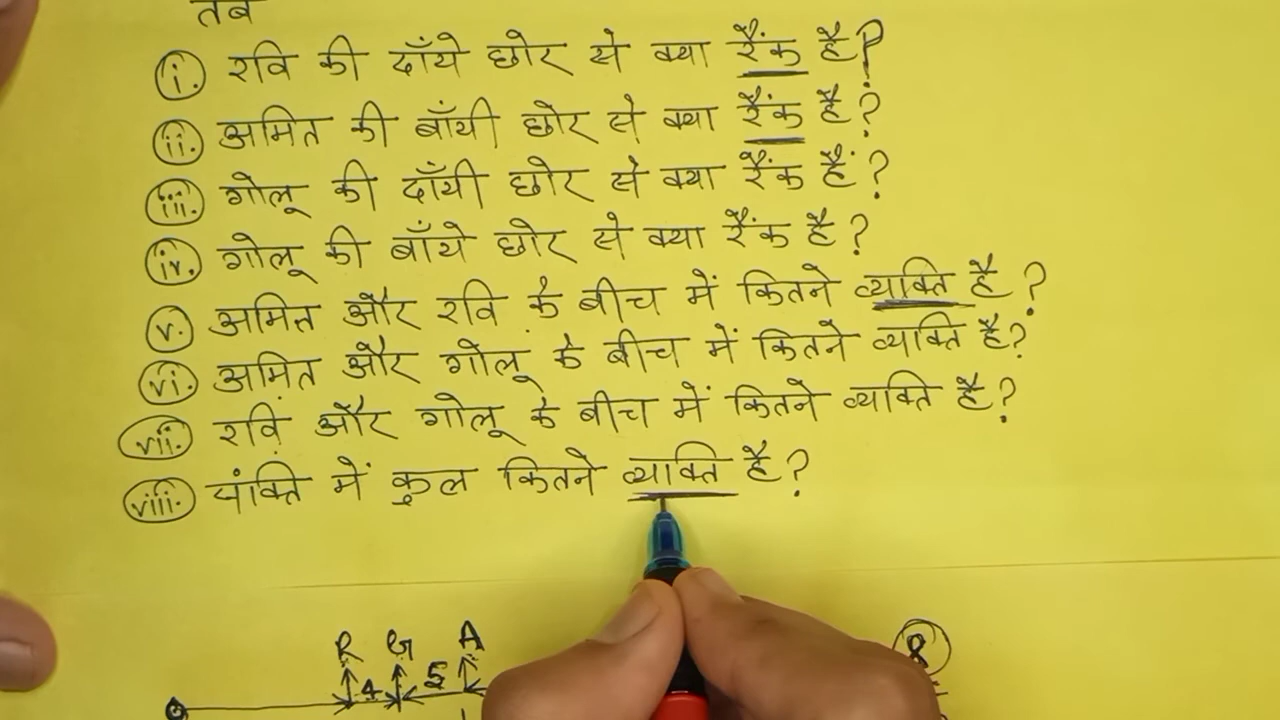 तब
i. रवि की दाँये छोर से क्या रैंक है?
ii. अमित की बाँयी छोर से क्या रैंक है?
iii. गोलू की दाँयी छोर से क्या रैंक हैं?
iv. गोलू की बाँये छोर से क्या रैंक है?
v. अमित और रवि के बीच में कितने व्यक्ति है?
vi. अमित और गोलू के बीच में कितने व्यक्ति है?
vii. रवि और गोलू के बीच में कितने व्यक्ति है?
viii. पंक्ति में कुल कितने व्यक्ति है?
R G A
4 5
8